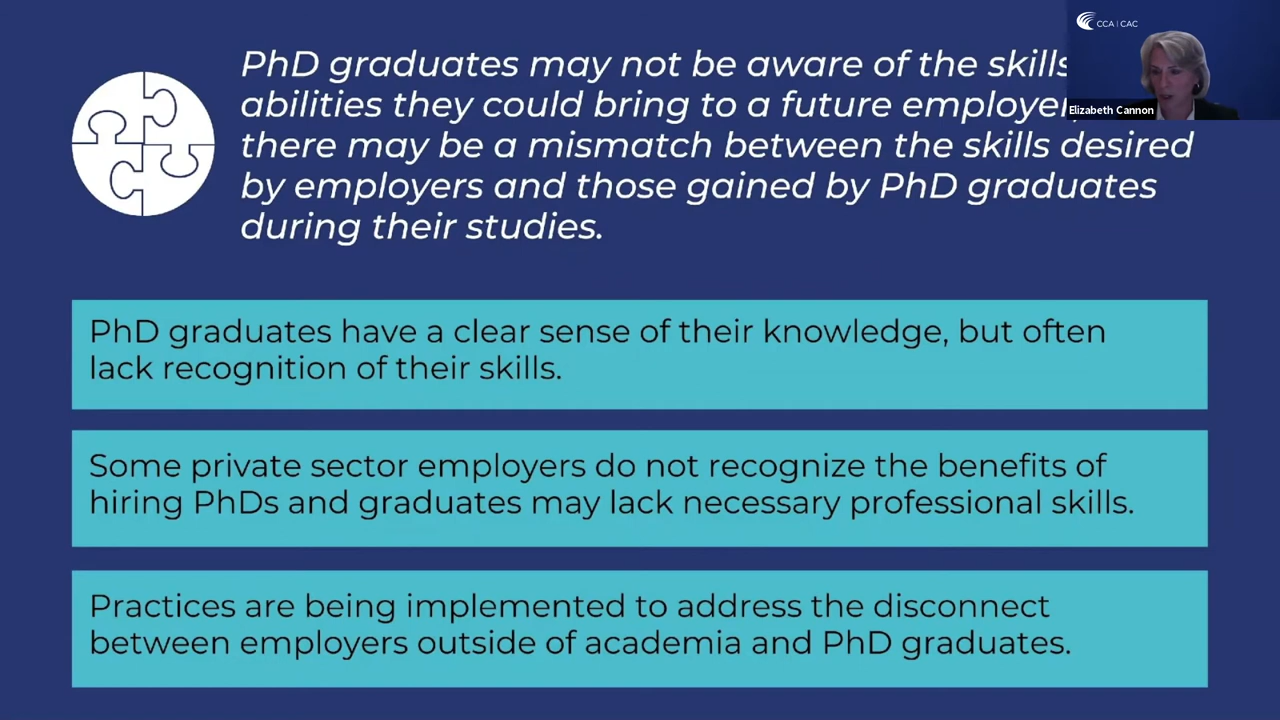 PhD graduates may not be aware of the skills
abilities they could bring to a future employer,
there may be a mismatch between the skills desired
by employers and those gained by PhD graduates
during their studies.
CCA | CAC
Elizabeth Cannon
PhD graduates have a clear sense of their knowledge, but often
lack recognition of their skills.
Some private sector employers do not recognize the benefits of
hiring PhDs and graduates may lack necessary professional skills.
Practices are being implemented to address the disconnect
between employers outside of academia and PhD graduates.